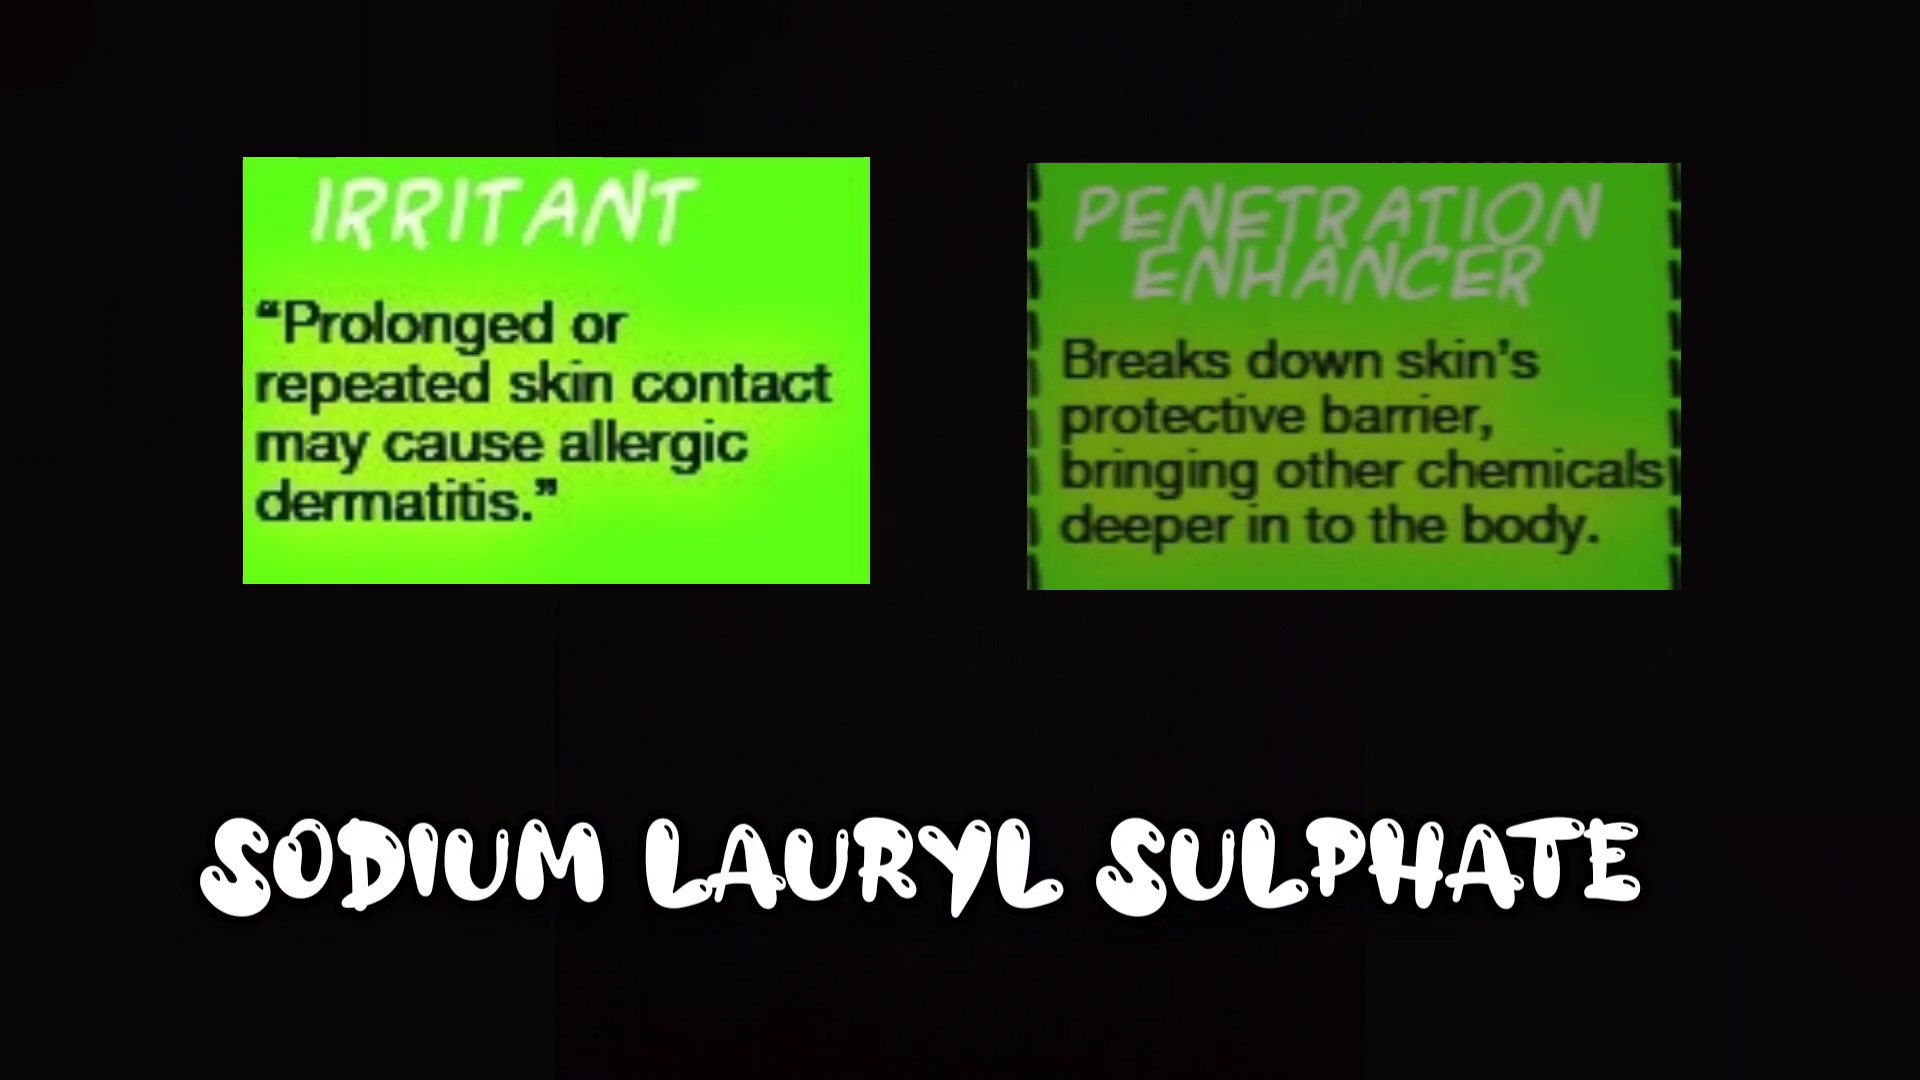 IRRITANT
“Prolonged or
repeated skin contact
may cause allergic
dermatitis.”
PENETRATION
ENHANCER
Breaks down skin’s
protective barrier,
bringing other chemicals
deeper in to the body.
SODIUM LAURYL SULPHATE